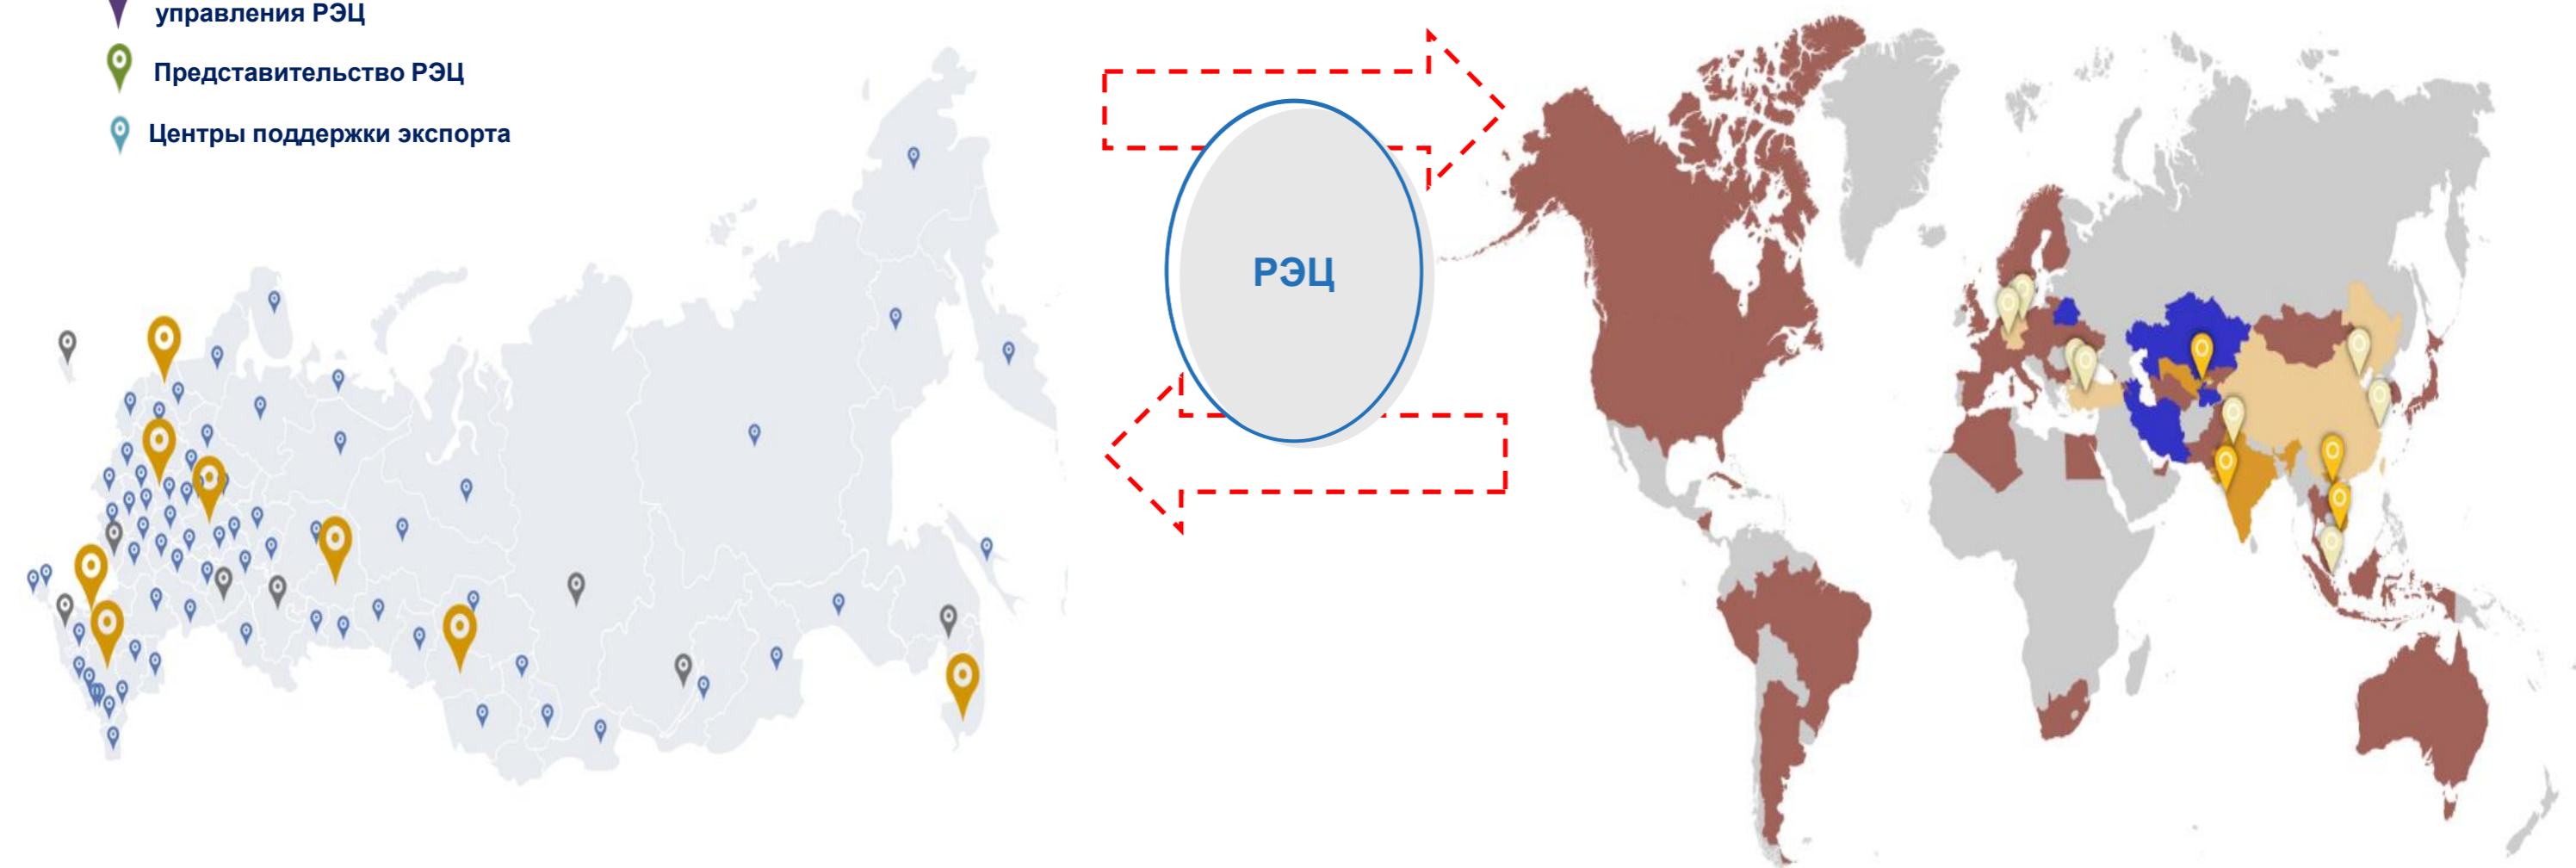 управления РЭЦ
Представительство РЭЦ
Центры поддержки экспорта
РЭЦ